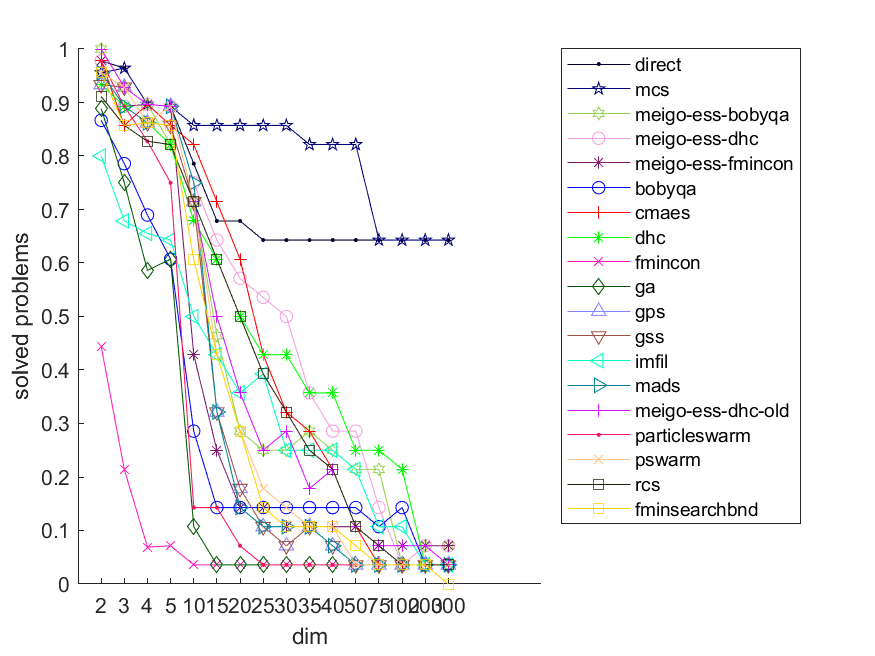 1
0.9
0.8
0.7
0.6
0.5
0.4
0.3
0.2
0.1
0
solved problems
2 3 4 5 10 15 20 25 30 35 40 50 75 100 200 300
dim
direct
mcs
meigo-ess-bobyqa
meigo-ess-dhc
meigo-ess-fmincon
bobyqa
cmaes
dhc
fmincon
ga
gps
gss
imfil
mads
meigo-ess-dhc-old
particleswarm
pswarm
rcs
fminsearchbnd